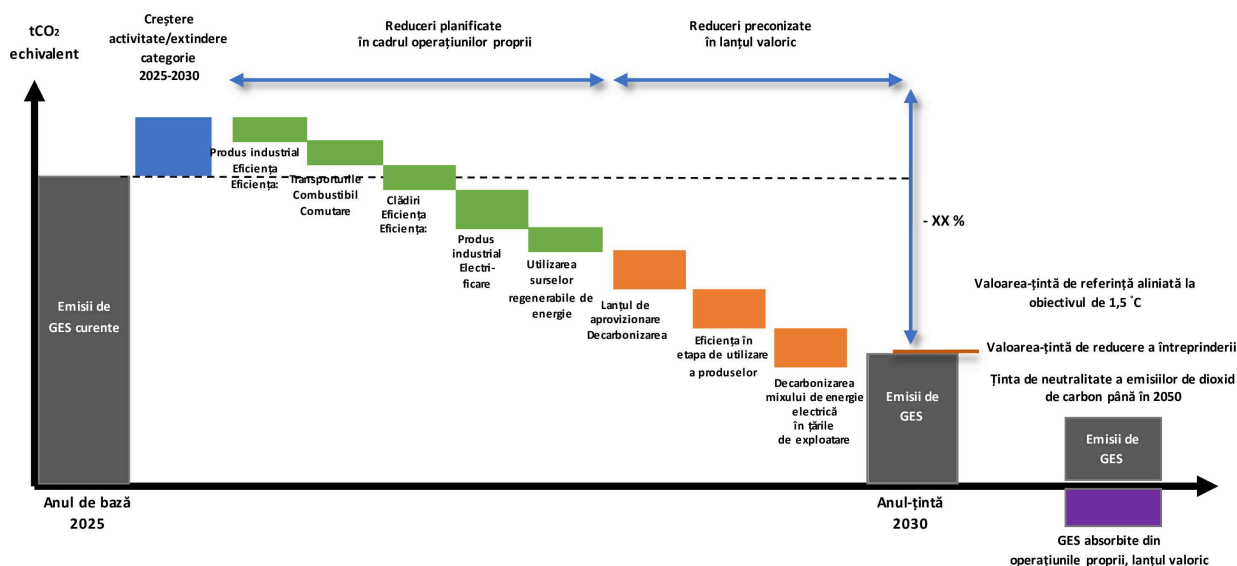 tCO₂
echivalent
Creștere
activitate/extindere
categorie
2025-2030
Reduceri planificate
în cadrul operațiunilor proprii
Reduceri preconizate
în lanțul valoric
Produs industrial
Eficiența
Eficiența:
Transporturile
Combustibil
Comutare
Clădiri
Eficiența
Eficiența:
Produs
industrial
Electri-
ficare
Utilizarea
surselor
regenerabile de
energie
Lanțul de
aprovizionare
Decarbonizarea
Eficiența în
etapa de utilizare
a produselor
Decarbonizarea
mixului de energie
electrică
în țările
de exploatare
- XX %
Valoarea-țintă de referință aliniată la
obiectivul de 1,5 °C
Valoarea-țintă de reducere a întreprinderii
Ținta de neutralitate a emisiilor de dioxid
de carbon până în 2050
Emisii de
GES curente
Emisii de
GES
Emisii de
GES
Anul de bază
2025
Anul-țintă
2030
GES absorbite din
operațiunile proprii, lanțul valoric